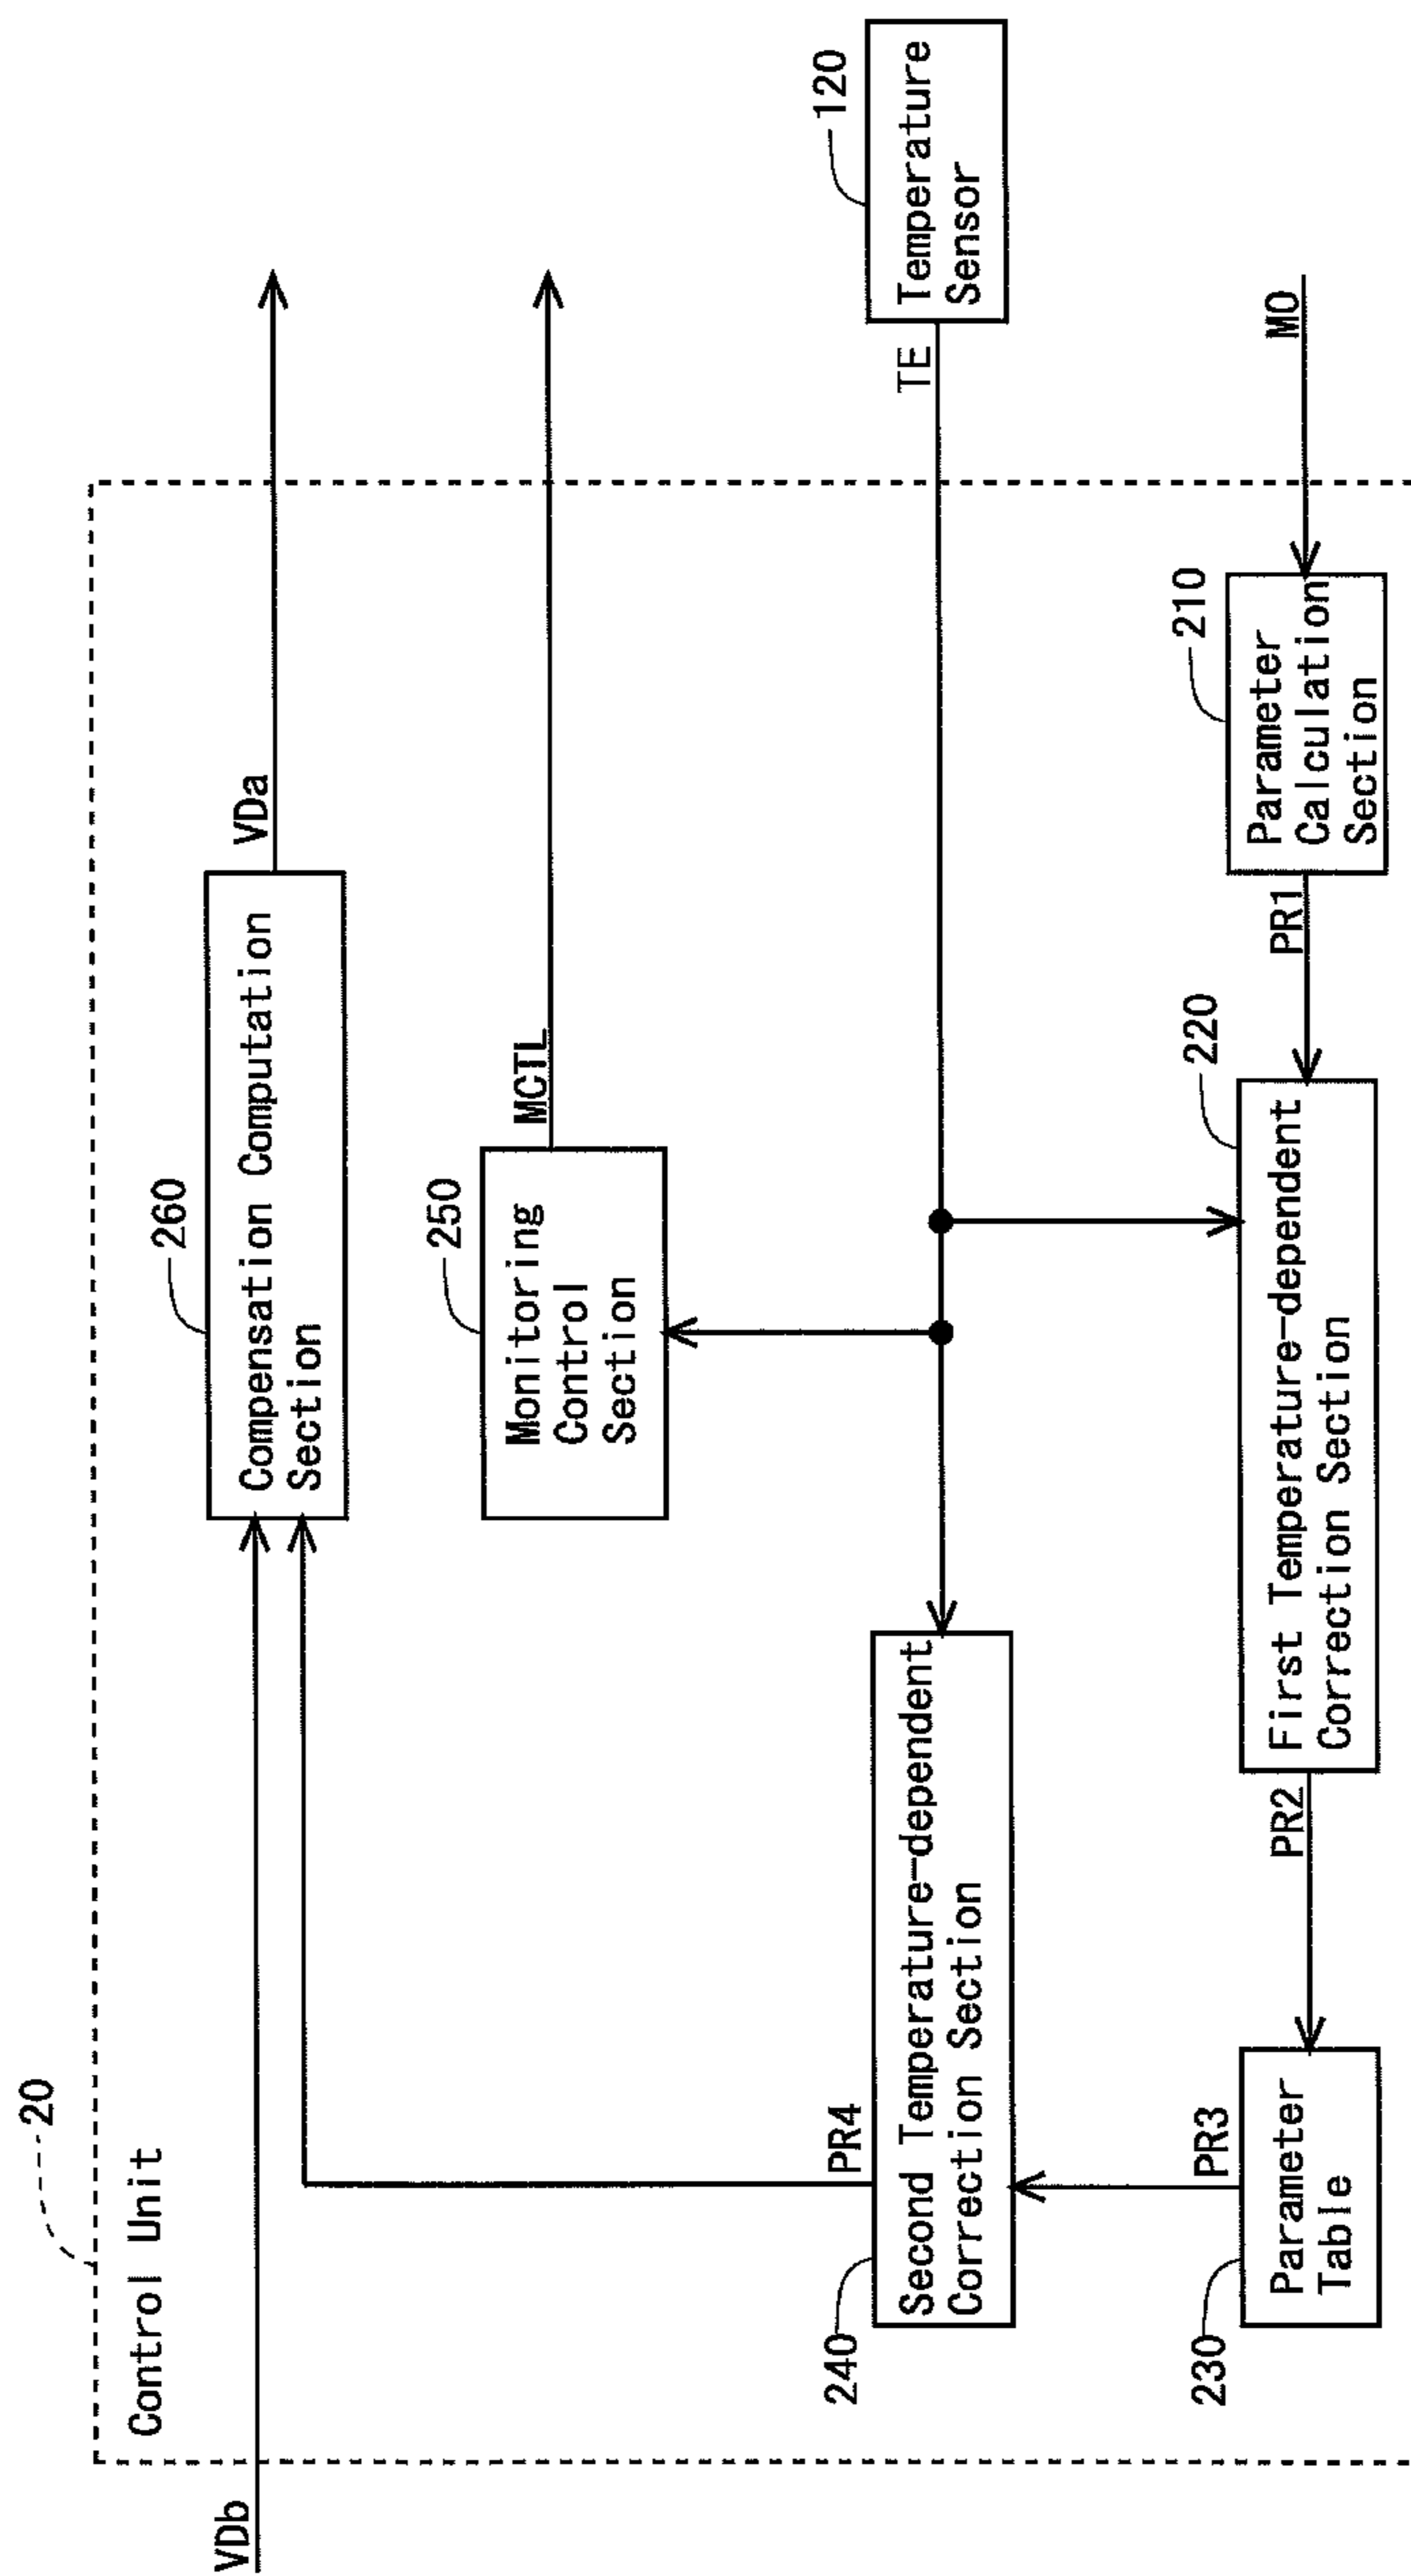 20
Control Unit
VDb
260
Compensation Computation
Section
VDa
250
Monitoring
Control
Section
MCTL
PR4
240
Second Temperature-dependent
Correction Section
TE
120
Temperature
Sensor
PR3
230
Parameter
Table
PR2
220
First Temperature-dependent
Correction Section
PR1
210
Parameter
Calculation
Section
MO